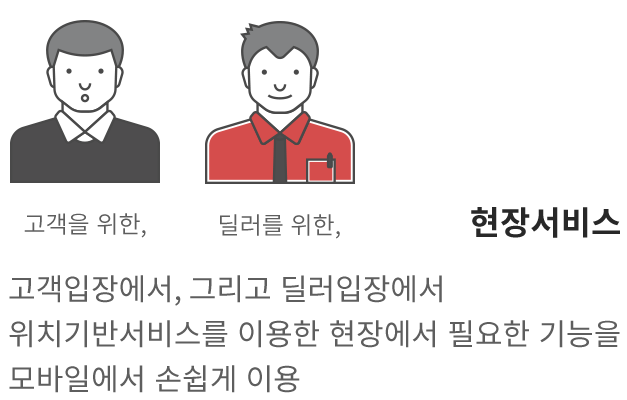 고객을 위한,
딜러를 위한,
현장서비스
고객입장에서, 그리고 딜러입장에서
위치기반서비스를 이용한 현장에서 필요한 기능을
모바일에서 손쉽게 이용